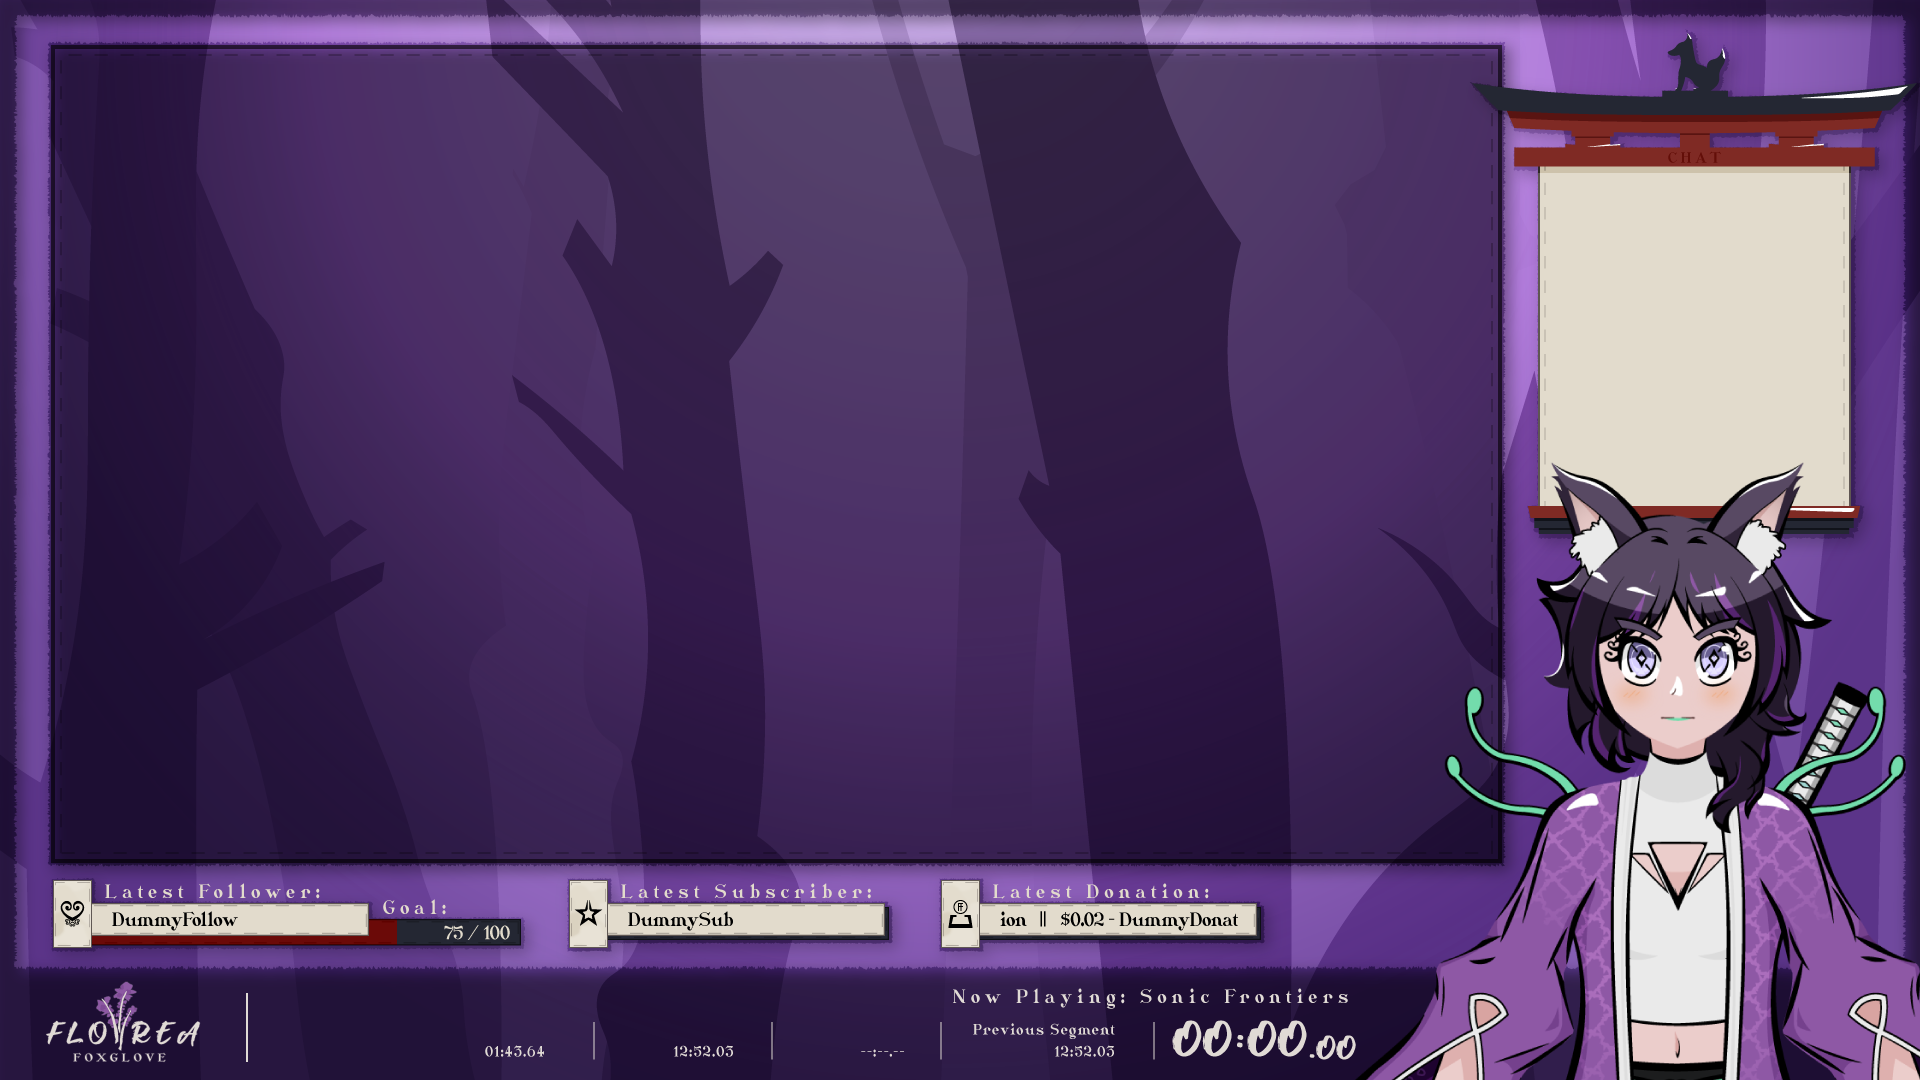 CHAT
Latest Follower:
DummyFollow
Goal:
75 / 100
Latest Subscriber:
DummySub
Latest Donation:
ion || $0.02 - DummyDonat
FLOREA
FOXGLOVE
01:43.64
12:52.03
--:--.--
Now Playing: Sonic Frontiers
Previous Segment
12:52.03
00:00.00